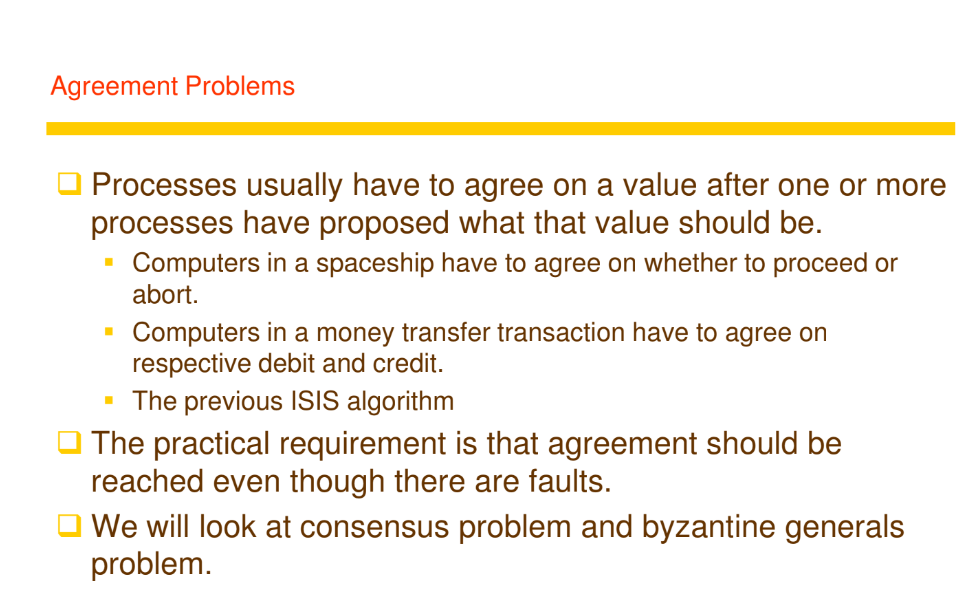 Agreement Problems
Processes usually have to agree on a value after one or more
processes have proposed what that value should be.
Computers in a spaceship have to agree on whether to proceed or
abort.
Computers in a money transfer transaction have to agree on
respective debit and credit.
The previous ISIS algorithm
The practical requirement is that agreement should be
reached even though there are faults.
We will look at consensus problem and byzantine generals
problem.